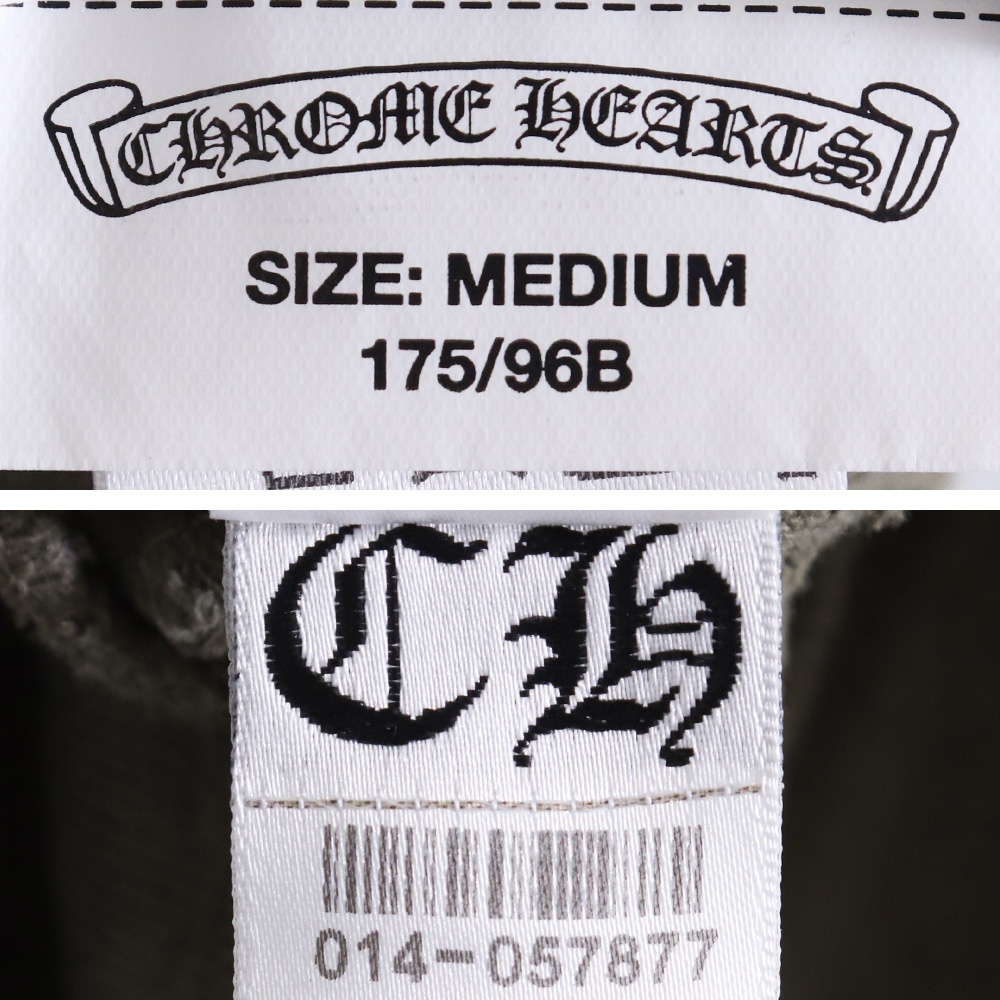 CHROME HEARTS
SIZE: MEDIUM
175/96B
CH
014-057877